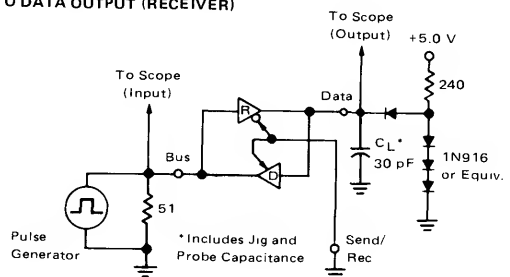 O DATA OUTPUT (RECEIVER)
To Scope
(Output)
+5.0 V
To Scope
(Input)
240
Data
R
Bus
D
CL*
30 pF
1N916
or Equiv.
51
Pulse
Generator
*Includes Jig and
Probe Capacitance
Send/
Rec